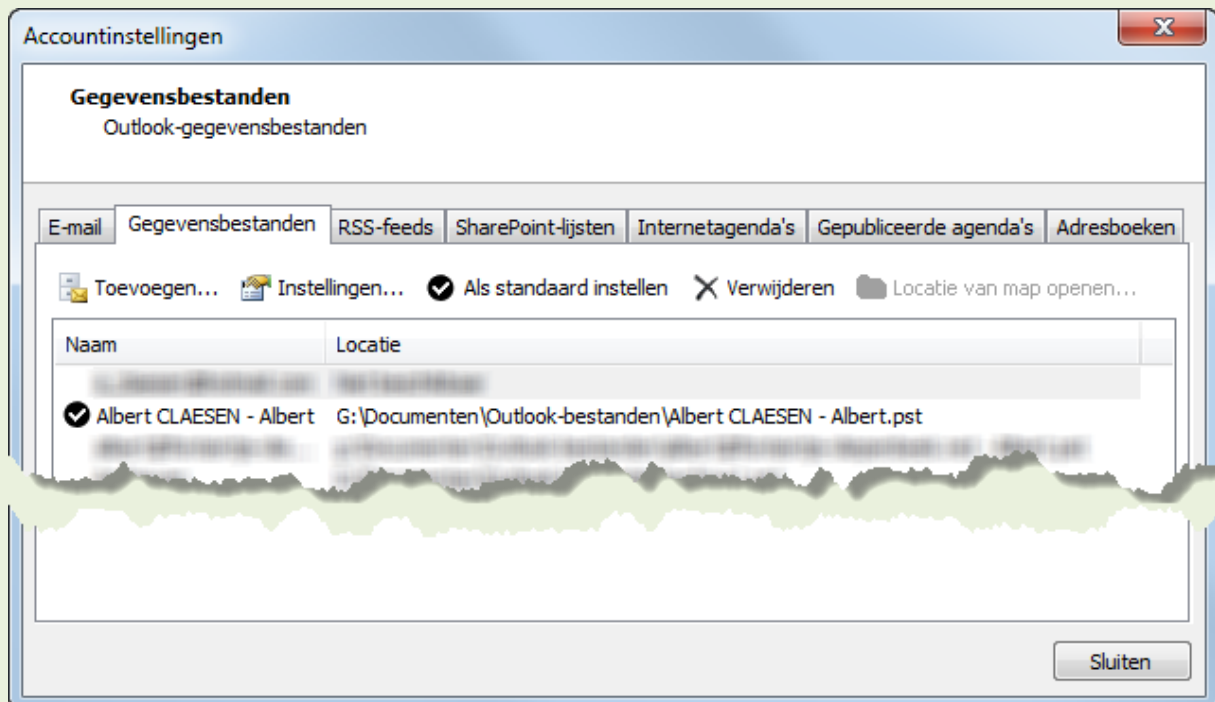 Accountinstellingen
Gegevensbestanden
Outlook-gegevensbestanden
E-mail Gegevensbestanden RSS-feeds SharePoint-lijsten Internetagenda's Gepubliceerde agenda's Adresboeken
Toevoegen... Instellingen... Als standaard instellen Verwijderen Locatie van map openen...
Naam Locatie
Albert CLAESEN - Albert G:\Documenten\Outlook-bestanden\Albert CLAESEN - Albert.pst
Sluiten